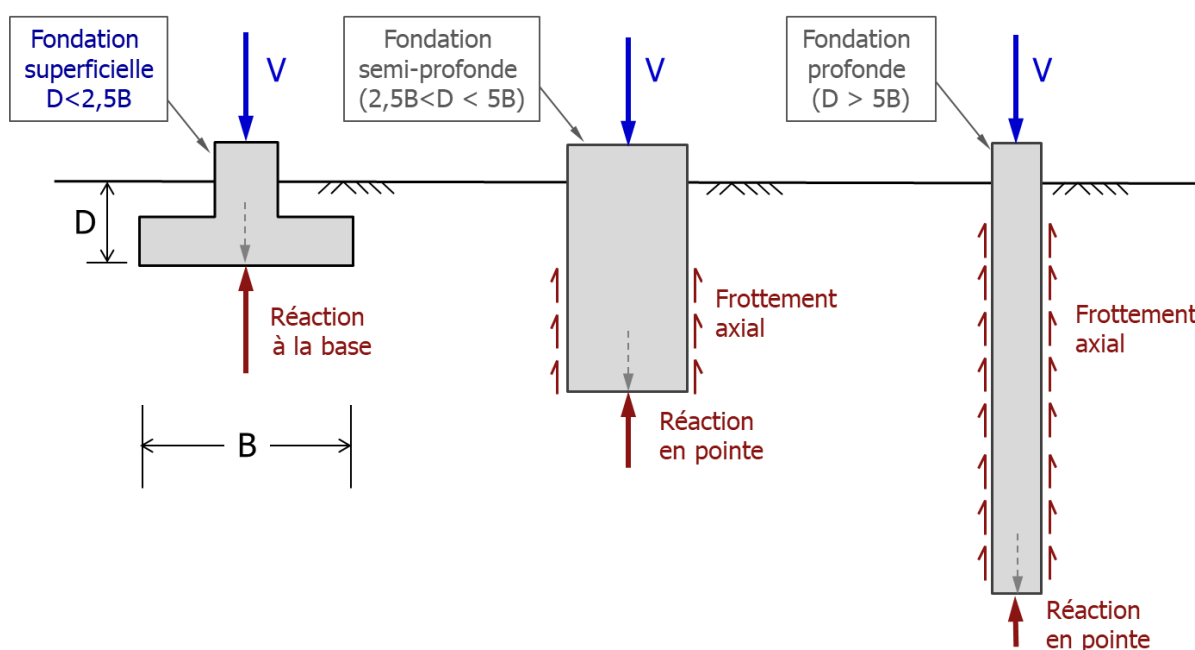 Fondation
superficielle
D<2,5B
V
Fondation
semi-profonde
(2,5B<D < 5B)
V
Fondation
profonde
(D > 5B)
V
D
Réaction
à la base
B
Frottement
axial
Réaction
en pointe
Frottement
axial
Réaction
en pointe